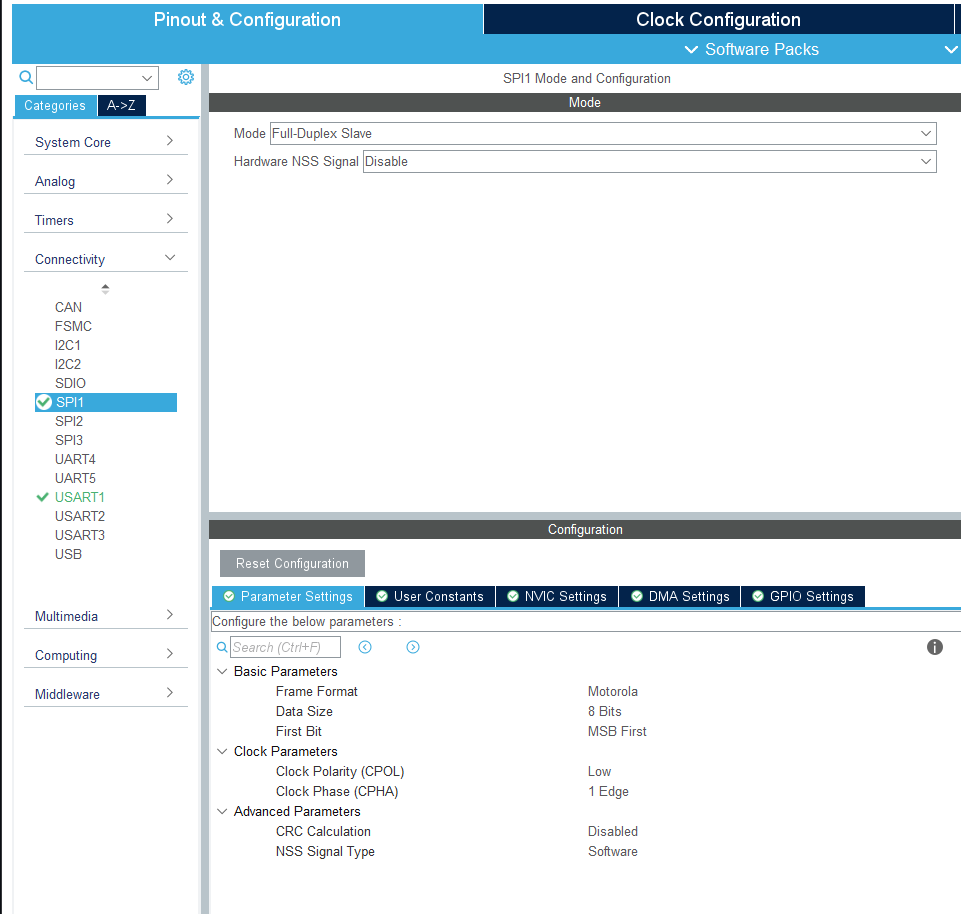 Pinout & Configuration
Clock Configuration
Software Packs
Categories
A->Z
System Core
Analog
Timers
Connectivity
CAN
FSMC
I2C1
I2C2
SDIO
SPI1
SPI2
SPI3
UART4
UART5
USART1
USART2
USART3
USB
Multimedia
Computing
Middleware
SPI1 Mode and Configuration
Mode
Mode Full-Duplex Slave
Hardware NSS Signal Disable
Configuration
Reset Configuration
Parameter Settings
User Constants
NVIC Settings
DMA Settings
GPIO Settings
Configure the below parameters :
Search (Ctrl+F)
Basic Parameters
Frame Format Motorola
Data Size 8 Bits
First Bit MSB First
Clock Parameters
Clock Polarity (CPOL) Low
Clock Phase (CPHA) 1 Edge
Advanced Parameters
CRC Calculation Disabled
NSS Signal Type Software